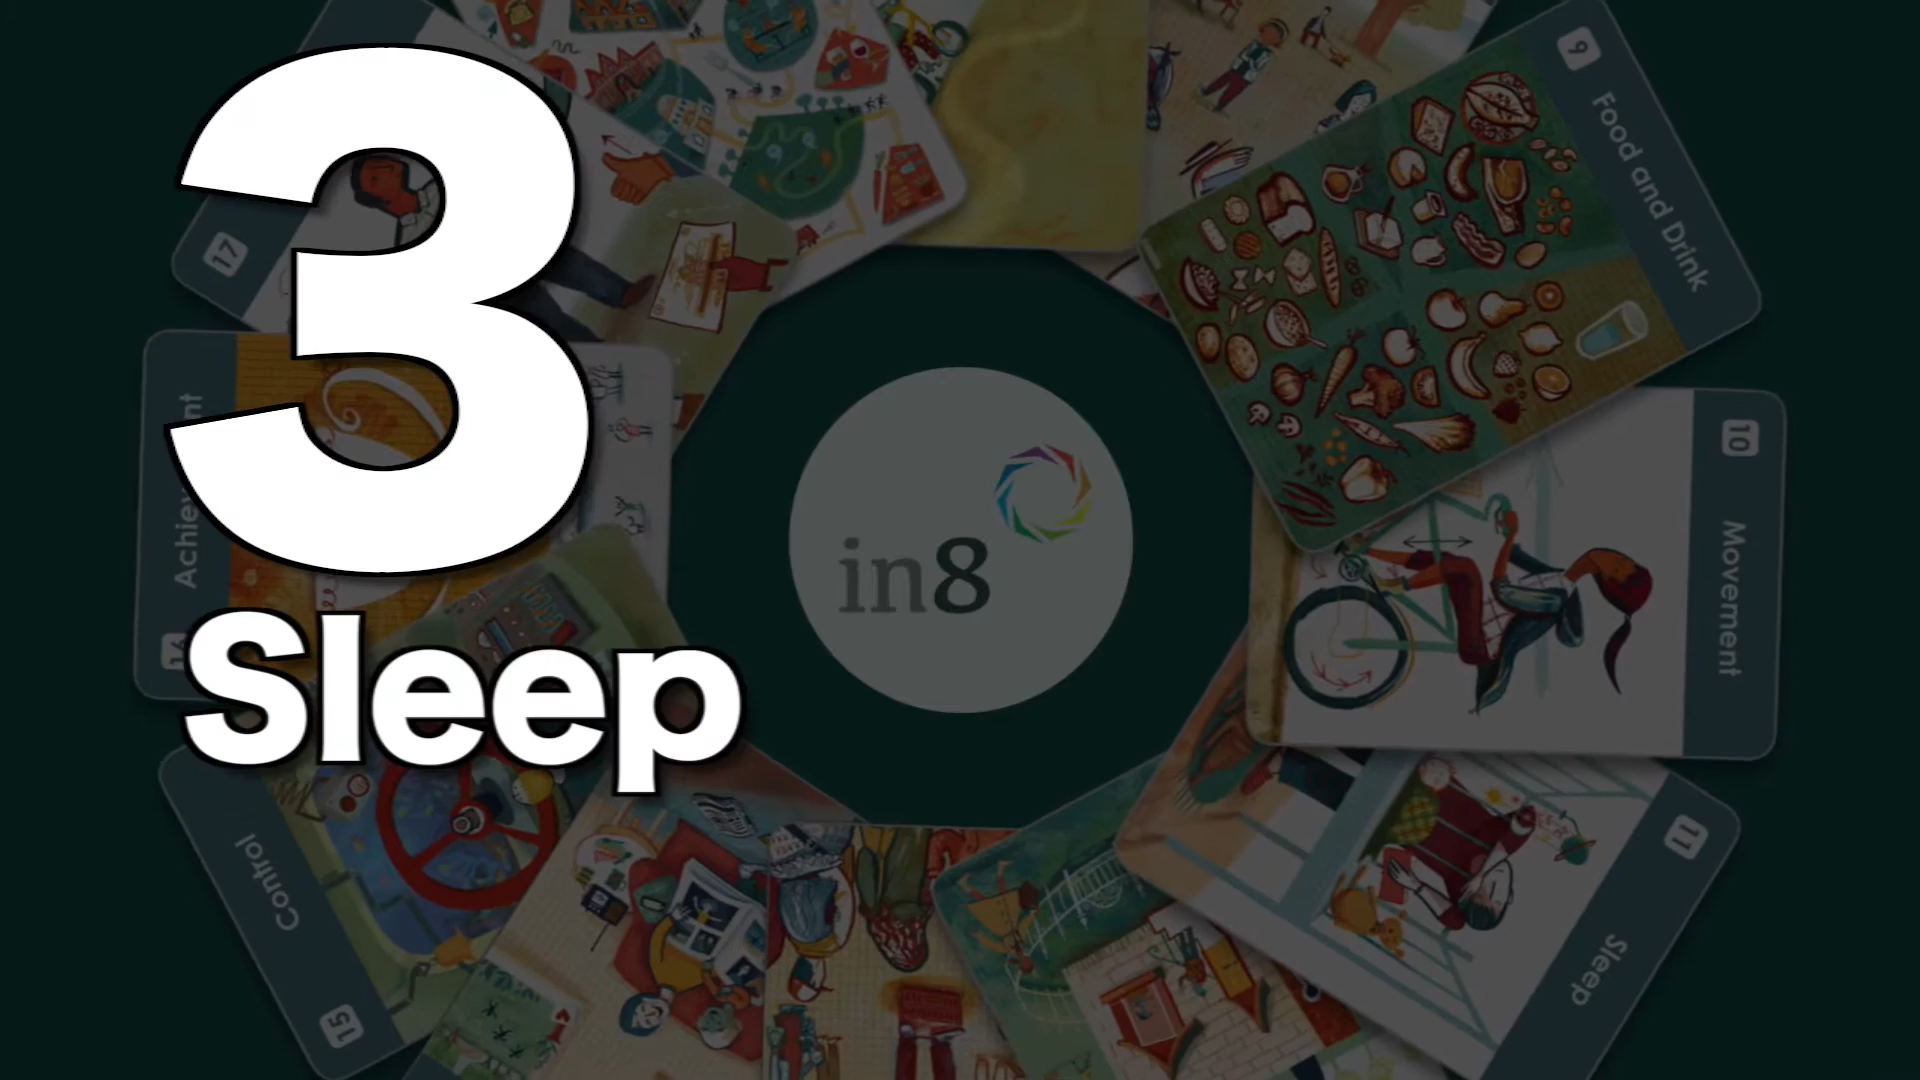 3
Sleep
in8
9
Food and Drink
10
Movement
11
Sleep
17
Control
15